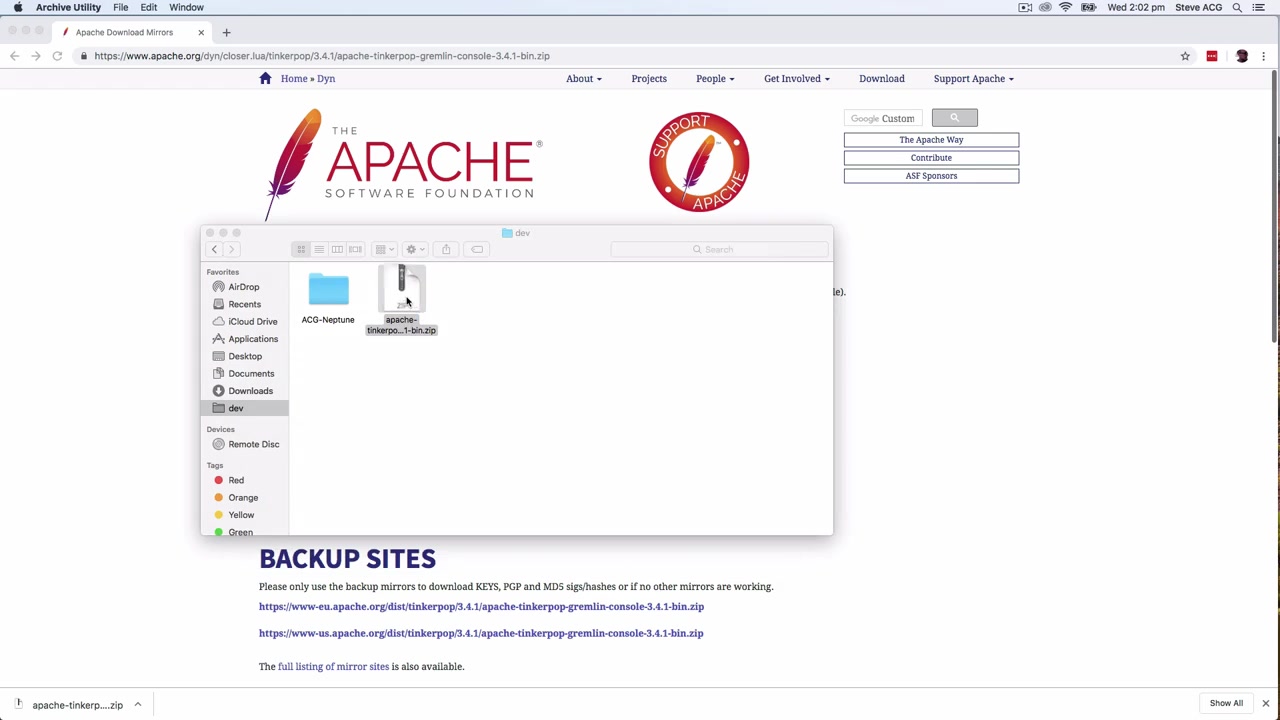 Archive Utility File Edit Window Wed 2:02 pm Steve ACG
Apache Download Mirrors
https://www.apache.org/dyn/closer.lua/tinkerpop/3.4.1/apache-tinkerpop-gremlin-console-3.4.1-bin.zip
Home » Dyn About Projects People Get Involved Download Support Apache
THE
APACHE®
SOFTWARE FOUNDATION
SUPPORT
APACHE
Google Custom
The Apache Way
Contribute
ASF Sponsors
dev
Search
Favorites
AirDrop
Recents
iCloud Drive
Applications
Desktop
Documents
Downloads
dev
Devices
Remote Disc
Tags
Red
Orange
Yellow
Green
ACG-Neptune
ZIP
apache-
tinkerpo...1-bin.zip
le).
BACKUP SITES
Please only use the backup mirrors to download KEYS, PGP and MD5 sigs/hashes or if no other mirrors are working.
https://www-eu.apache.org/dist/tinkerpop/3.4.1/apache-tinkerpop-gremlin-console-3.4.1-bin.zip
https://www-us.apache.org/dist/tinkerpop/3.4.1/apache-tinkerpop-gremlin-console-3.4.1-bin.zip
The full listing of mirror sites is also available.
apache-tinkerp....zip
Show All